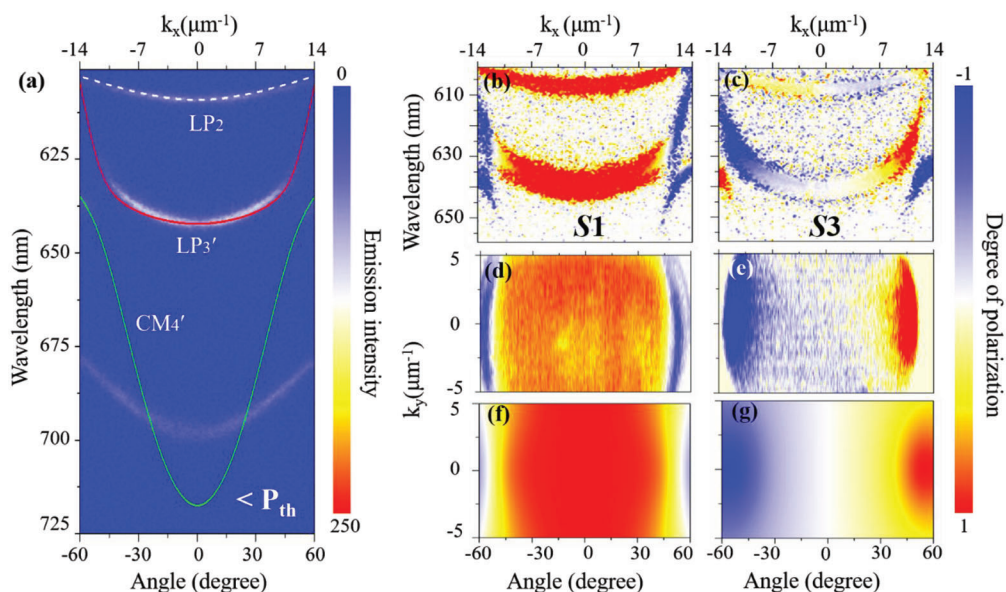 kx(μm-1)
-14 -7 0 7 14
(a)
LP2
LP3′
CM4′
< Pth
625
650
675
700
725
Wavelength (nm)
-60 -30 0 30 60
Angle (degree)
0
Emission intensity
250
kx(μm-1)
-14 -7 0 7 14
(b)
S1
610
630
650
Wavelength (nm)
kx(μm-1)
-14 -7 0 7 14
(c)
S3
(d)
5
0
-5
(e)
ky(μm-1)
(f)
5
0
-5
(g)
-60 -30 0 30 60
Angle (degree)
-60 -30 0 30 60
Angle (degree)
-1
Degree of polarization
1